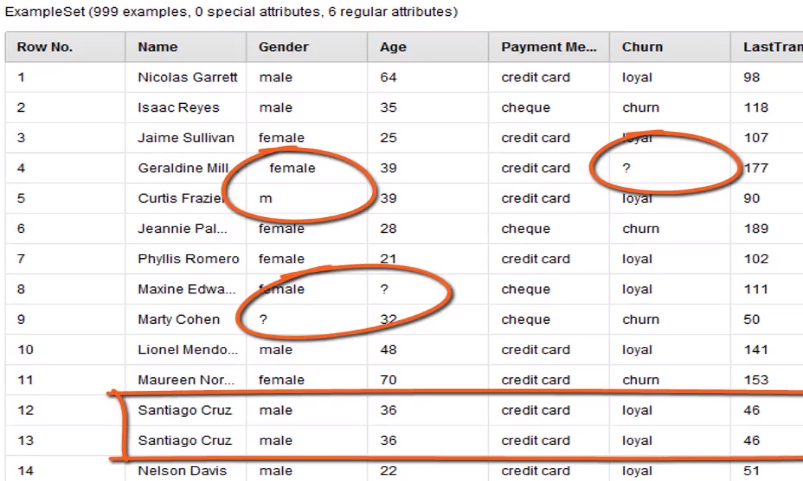 ExampleSet (999 examples, 0 special attributes, 6 regular attributes)
Row No. Name Gender Age Payment Me... Churn LastTran
1 Nicolas Garrett male 64 credit card loyal 98
2 Isaac Reyes male 35 cheque churn 118
3 Jaime Sullivan female 25 credit card loyal 107
4 Geraldine Mill female 39 credit card ? 177
5 Curtis Frazier m 39 credit card loyal 90
6 Jeannie Pal... female 28 cheque churn 189
7 Phyllis Romero female 21 credit card loyal 102
8 Maxine Edwa... female ? cheque loyal 111
9 Marty Cohen ? 32 cheque churn 50
10 Lionel Mendo... male 48 credit card loyal 141
11 Maureen Nor... female 70 credit card churn 153
12 Santiago Cruz male 36 credit card loyal 46
13 Santiago Cruz male 36 credit card loyal 46
14 Nelson Davis male 22 credit card loyal 51